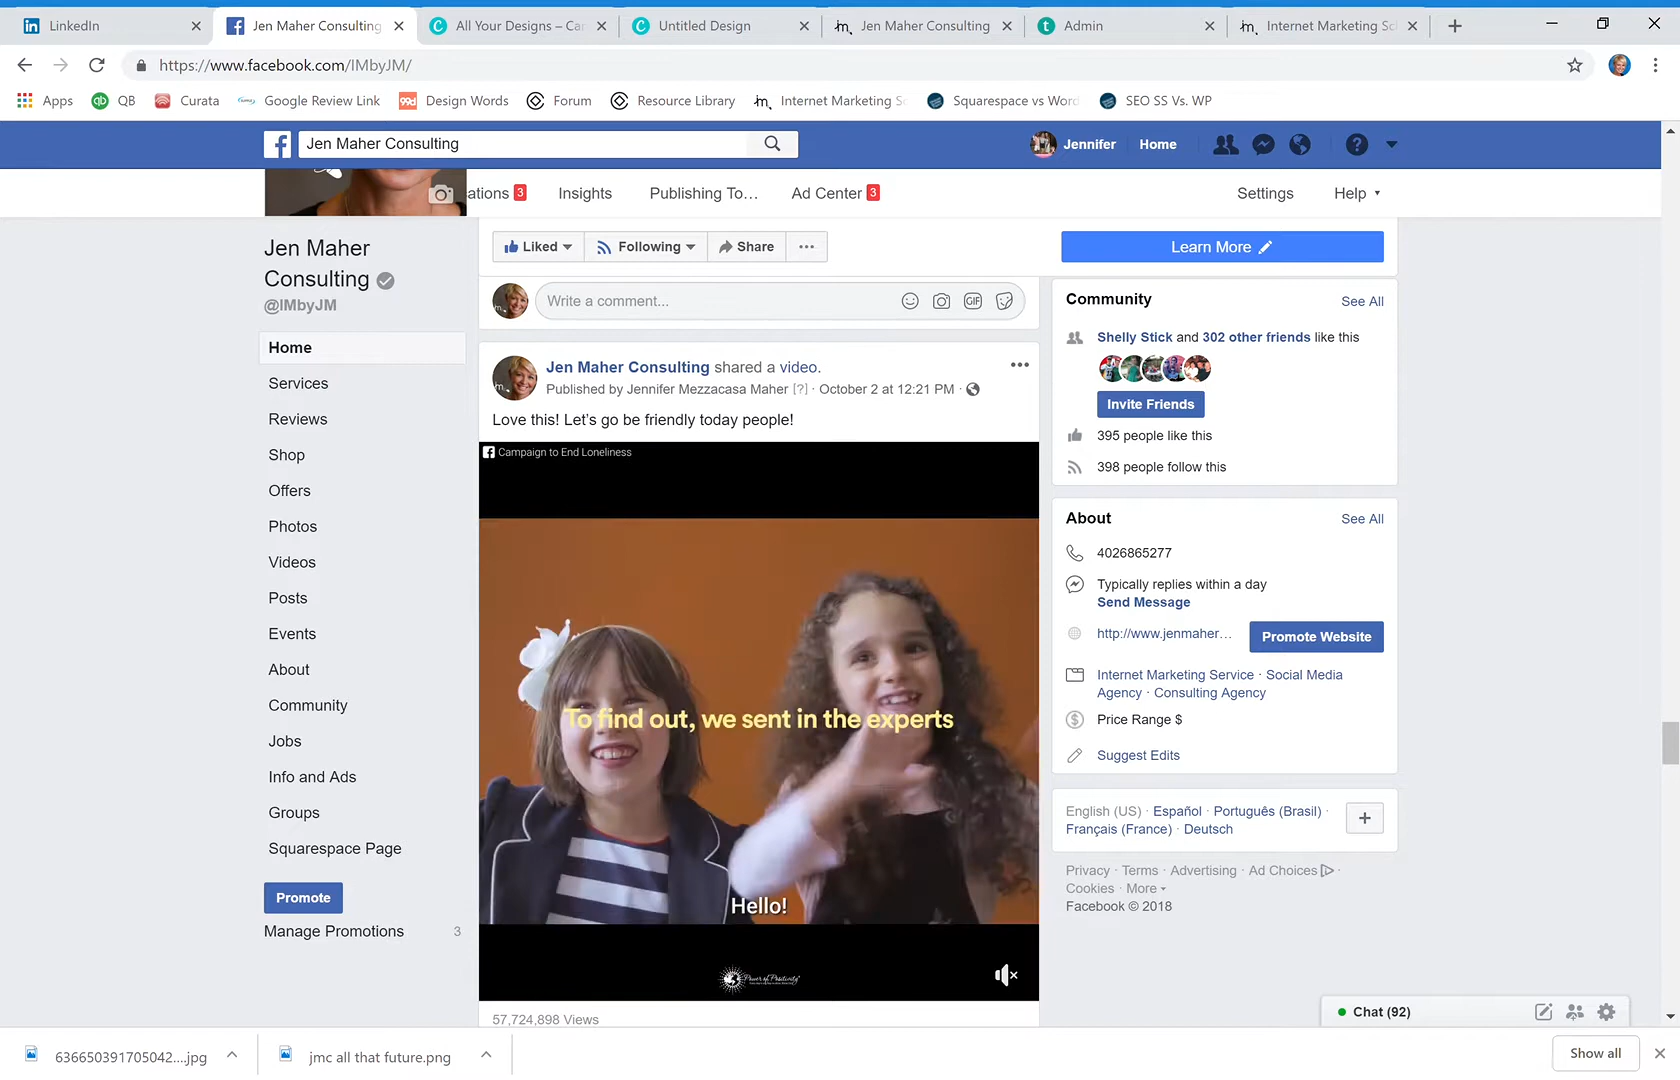 LinkedIn
Jen Maher Consulting
All Your Designs – Can
Untitled Design
Jen Maher Consulting
Admin
Internet Marketing Sc
https://www.facebook.com/IMbyJM/
Apps
QB
Curata
Google Review Link
Design Words
Forum
Resource Library
Internet Marketing S
Squarespace vs Word
SEO SS Vs. WP
Jen Maher Consulting
Jennifer
Home
ations 3
Insights
Publishing To...
Ad Center 3
Settings
Help
Jen Maher
Consulting
@IMbyJM
Liked
Following
Share
Learn More
Home
Services
Reviews
Shop
Offers
Photos
Videos
Posts
Events
About
Community
Jobs
Info and Ads
Groups
Squarespace Page
Promote
Manage Promotions 3
Write a comment...
GIF
Jen Maher Consulting shared a video.
Published by Jennifer Mezzacasa Maher [?] · October 2 at 12:21 PM ·
Love this! Let's go be friendly today people!
Campaign to End Loneliness
To find out, we sent in the experts
Hello!
Power of Positivity
57,724,898 Views
Community
See All
Shelly Stick and 302 other friends like this
Invite Friends
395 people like this
398 people follow this
About
See All
4026865277
Typically replies within a day
Send Message
http://www.jenmaher...
Promote Website
Internet Marketing Service · Social Media
Agency · Consulting Agency
Price Range $
Suggest Edits
English (US) · Español · Português (Brasil) ·
Français (France) · Deutsch
Privacy · Terms · Advertising · Ad Choices ·
Cookies · More
Facebook © 2018
Chat (92)
636650391705042....jpg
jmc all that future.png
Show all